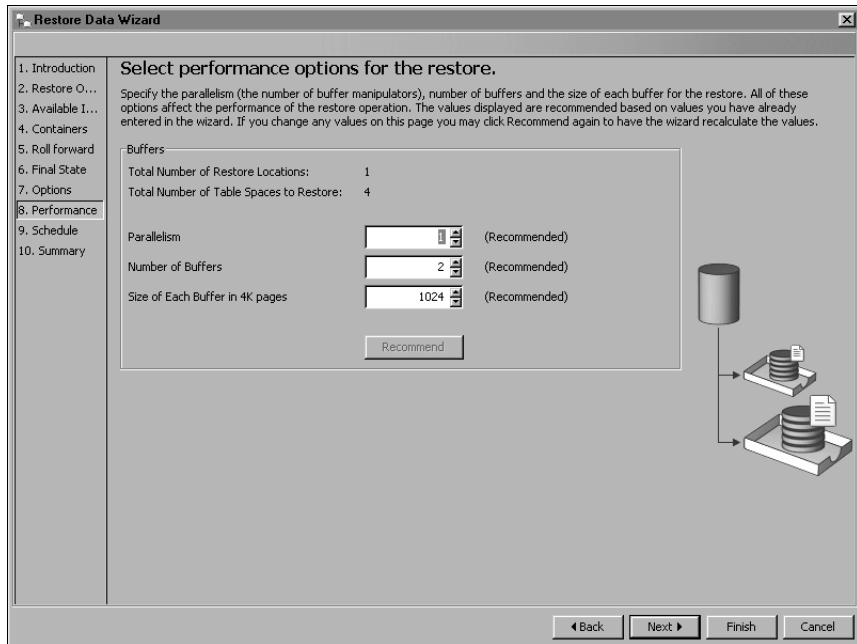 Restore Data Wizard
1. Introduction
2. Restore O...
3. Available I...
4. Containers
5. Roll forward
6. Final State
7. Options
8. Performance
9. Schedule
10. Summary
Select performance options for the restore.
Specify the parallelism (the number of buffer manipulators), number of buffers and the size of each buffer for the restore. All of these
options affect the performance of the restore operation. The values displayed are recommended based on values you have already
entered in the wizard. If you change any values on this page you may click Recommend again to have the wizard recalculate the values.
Buffers
Total Number of Restore Locations: 1
Total Number of Table Spaces to Restore: 4
Parallelism 1 (Recommended)
Number of Buffers 2 (Recommended)
Size of Each Buffer in 4K pages 1024 (Recommended)
Recommend
Back Next Finish Cancel